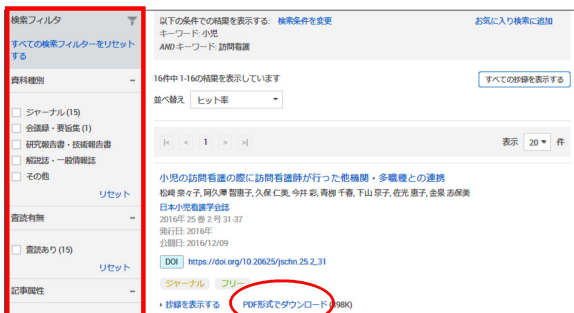 検索フィルタ
すべての検索フィルターをリセット
する
資料種別 −
ジャーナル (15)
会議録・要旨集 (1)
研究報告書・技術報告書
解説誌・一般情報誌
その他
リセット
査読有無 −
査読あり (15)
リセット
記事属性 −
以下の条件での結果を表示する: 検索条件を変更 お気に入り検索に追加
キーワード: 小児
AND キーワード: 訪問看護
16件中 1-16の結果を表示しています すべての抄録を表示する
並べ替え ヒット率
|< < 1 > >| 表示 20 件
小児の訪問看護の際に訪問看護師が行った他機関・多職種との連携
松﨑 奈々子, 阿久澤 智恵子, 久保 仁美, 今井 彩, 青栁 千春, 下山 京子, 佐光 恵子, 金泉 志保美
日本小児看護学会誌
2016年 25 巻 2 号 31-37
発行日: 2016年
公開日: 2016/12/09
DOI https://doi.org/10.20625/jschn.25.2_31
ジャーナル フリー
抄録を表示する PDF形式でダウンロード (898K)